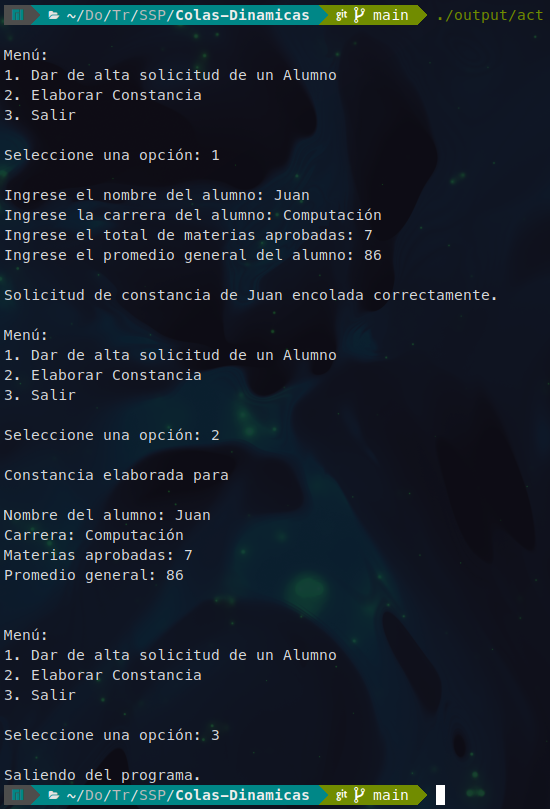 ~/Do/Tr/SSP/Colas-Dinamicas git main ./output/act
Menú:
1. Dar de alta solicitud de un Alumno
2. Elaborar Constancia
3. Salir
Seleccione una opción: 1
Ingrese el nombre del alumno: Juan
Ingrese la carrera del alumno: Computación
Ingrese el total de materias aprobadas: 7
Ingrese el promedio general del alumno: 86
Solicitud de constancia de Juan encolada correctamente.
Menú:
1. Dar de alta solicitud de un Alumno
2. Elaborar Constancia
3. Salir
Seleccione una opción: 2
Constancia elaborada para
Nombre del alumno: Juan
Carrera: Computación
Materias aprobadas: 7
Promedio general: 86
Menú:
1. Dar de alta solicitud de un Alumno
2. Elaborar Constancia
3. Salir
Seleccione una opción: 3
Saliendo del programa.
~/Do/Tr/SSP/Colas-Dinamicas git main